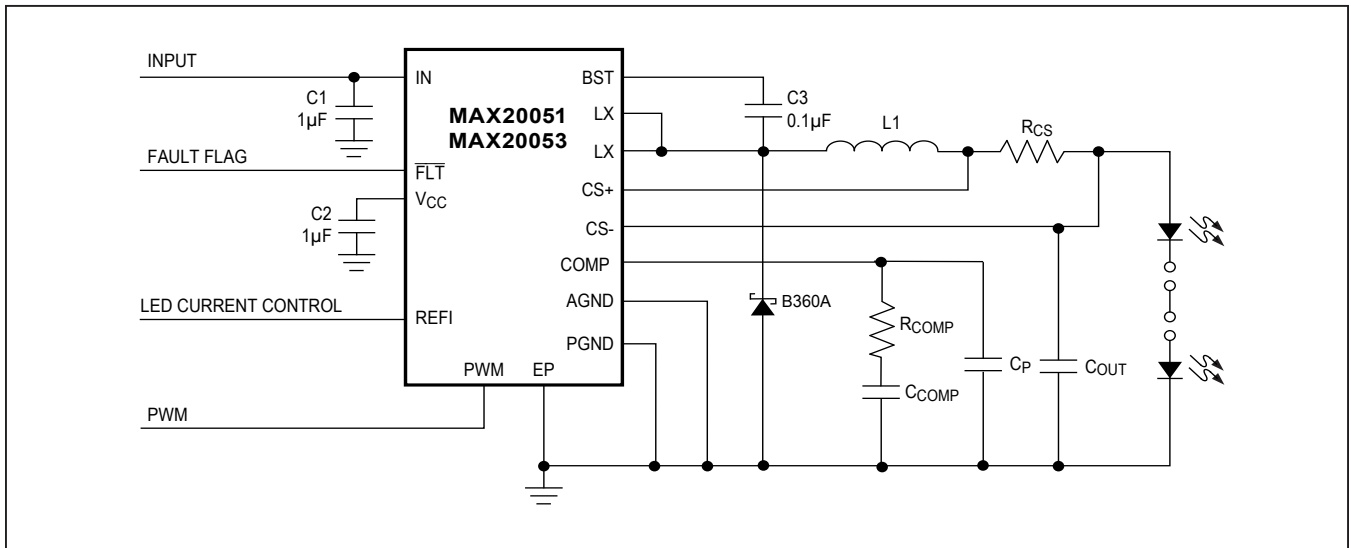 INPUT
C1
1µF
FAULT FLAG
C2
1µF
LED CURRENT CONTROL
PWM
IN
FLT
VCC
REFI
PWM
EP
MAX20051
MAX20053
BST
LX
LX
CS+
CS-
COMP
AGND
PGND
C3
0.1µF
L1
RCS
B360A
RCOMP
CCOMP
CP
COUT